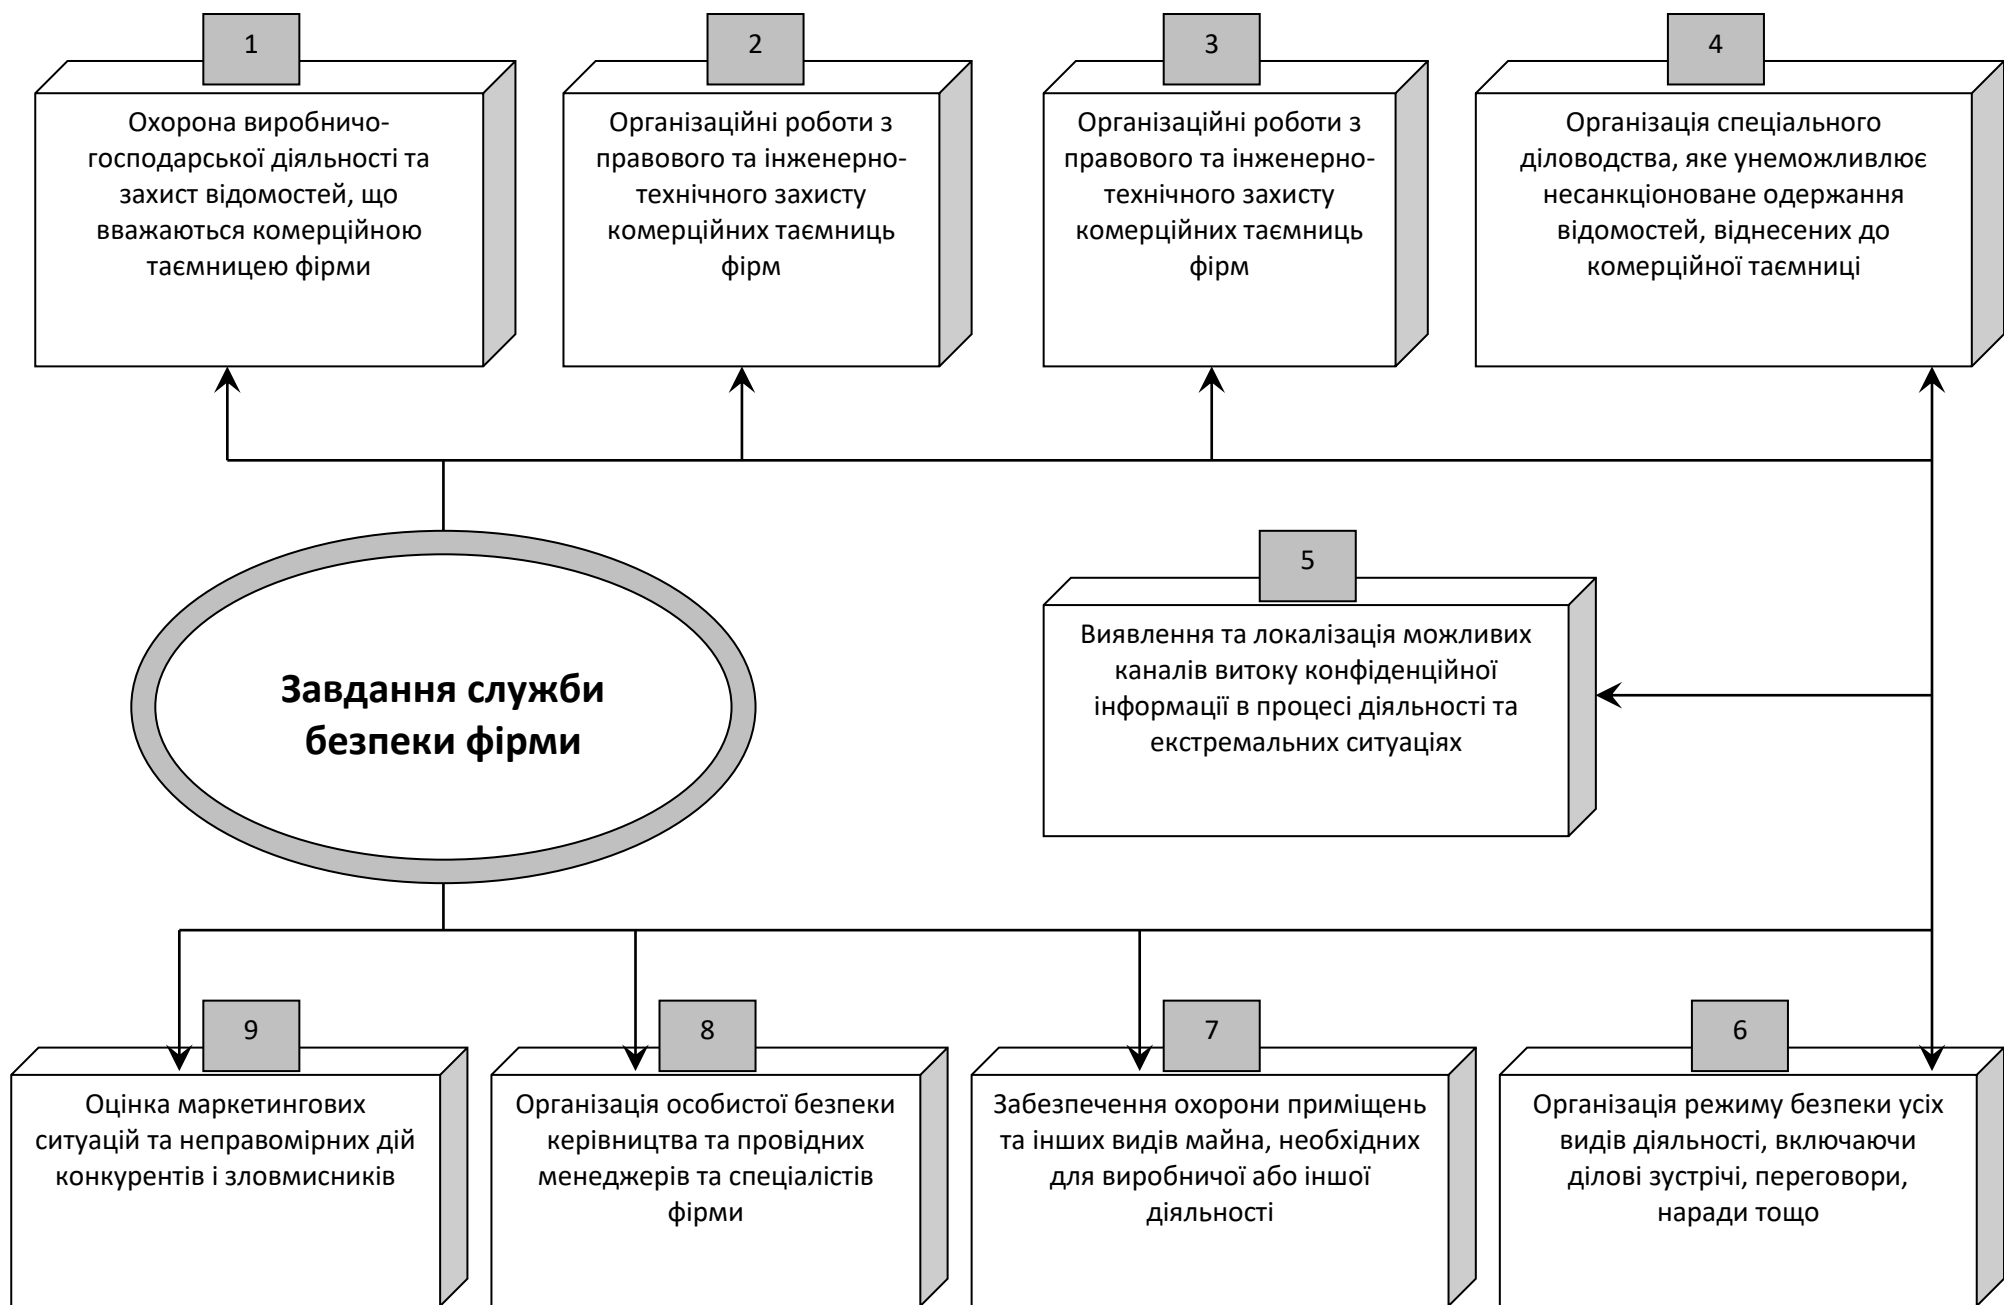 1
Охорона виробничо-
господарської діяльності та
захист відомостей, що
вважаються комерційною
таємницею фірми
2
Організаційні роботи з
правового та інженерно-
технічного захисту
комерційних таємниць
фірм
3
Організаційні роботи з
правового та інженерно-
технічного захисту
комерційних таємниць
фірм
4
Організація спеціального
діловодства, яке унеможливлює
несанкціоноване одержання
відомостей, віднесених до
комерційної таємниці
Завдання служби
безпеки фірми
5
Виявлення та локалізація можливих
каналів витоку конфіденційної
інформації в процесі діяльності та
екстремальних ситуаціях
9
Оцінка маркетингових
ситуацій та неправомірних дій
конкурентів і зловмисників
8
Організація особистої безпеки
керівництва та провідних
менеджерів та спеціалістів
фірми
7
Забезпечення охорони приміщень
та інших видів майна, необхідних
для виробничої або іншої
діяльності
6
Організація режиму безпеки усіх
видів діяльності, включаючи
ділові зустрічі, переговори,
наради тощо